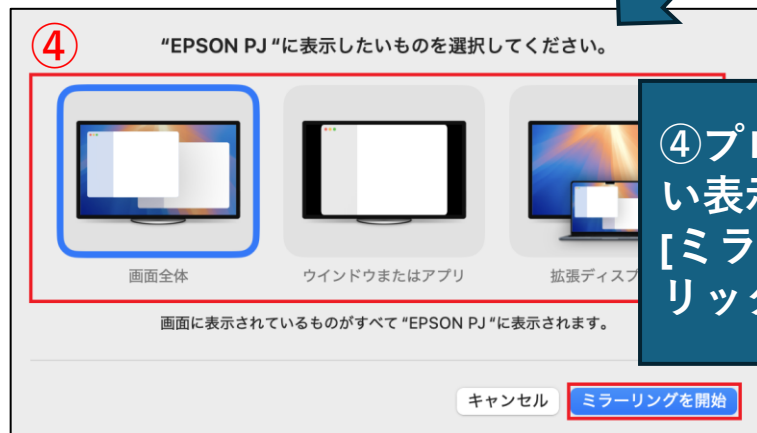 ④
“EPSON PJ “に表示したいものを選択してください。
画面全体
ウインドウまたはアプリ
拡張ディスプ
画面に表示されているものがすべて “EPSON PJ “に表示されます。
キャンセル
ミラーリングを開始
④プ
い表示
[ミラ
リック